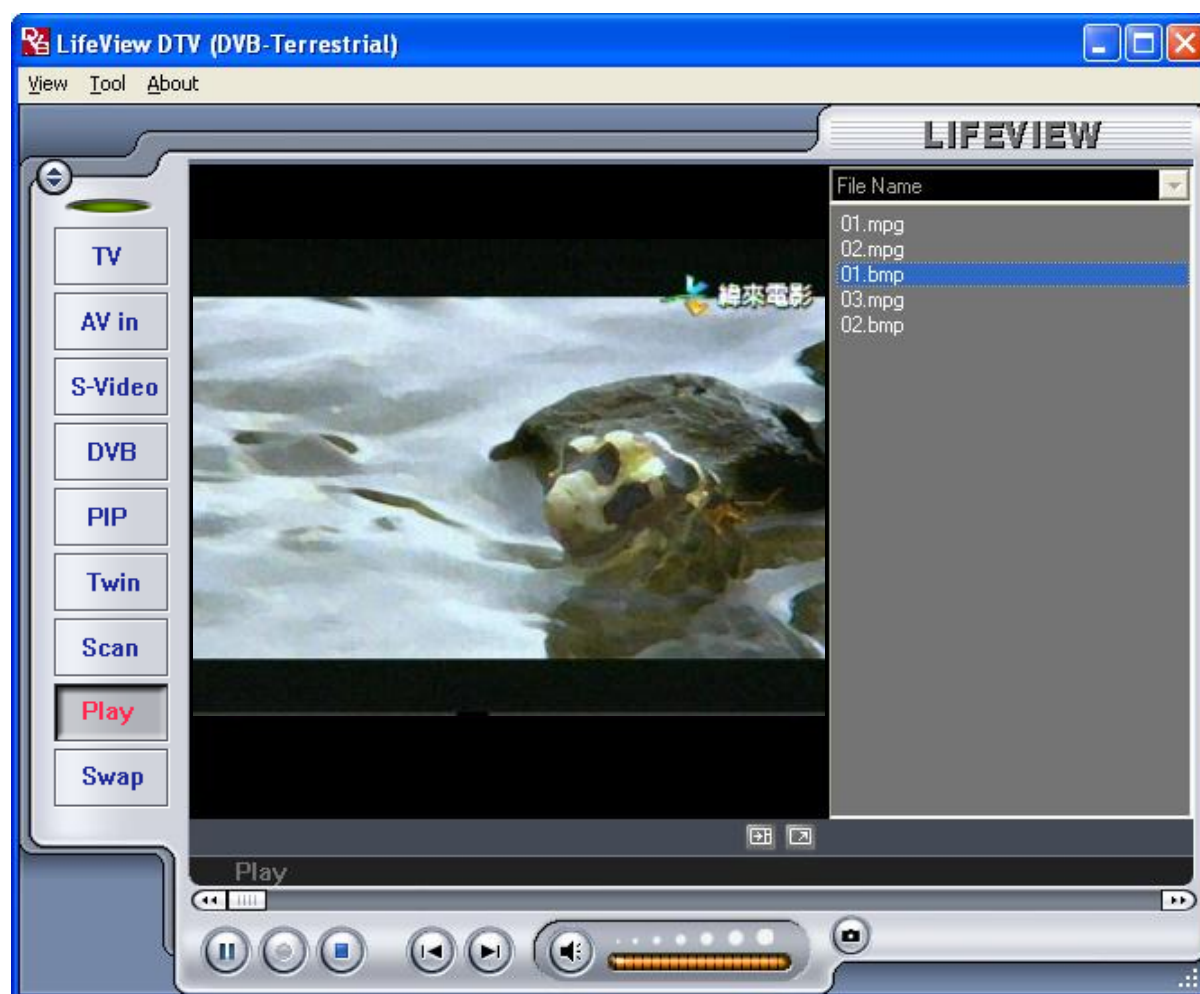 LifeView DTV (DVB-Terrestrial)
View Tool About
LIFEVIEW
TV
AV in
S-Video
DVB
PIP
Twin
Scan
Play
Swap
緯來電影
File Name
01.mpg
02.mpg
01.bmp
03.mpg
02.bmp
Play